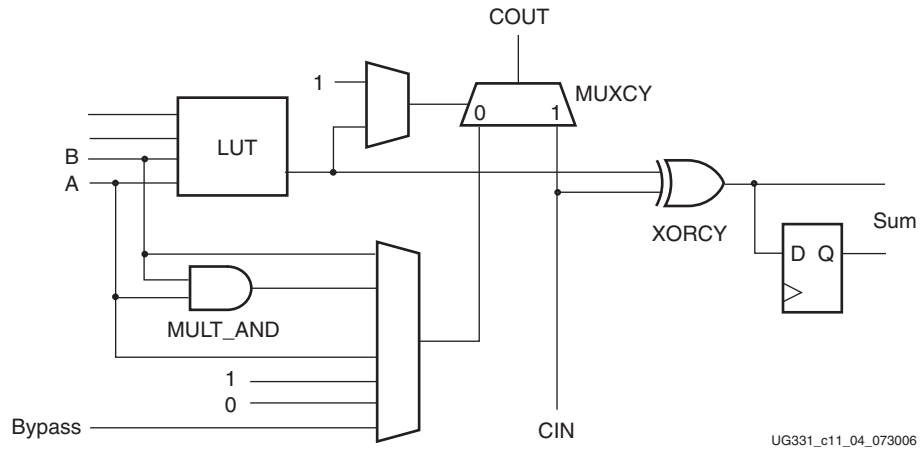 COUT
1
MUXCY
0 1
LUT
B
A
XORCY
Sum
D Q
MULT_AND
1
0
Bypass
CIN
UG331_c11_04_073006